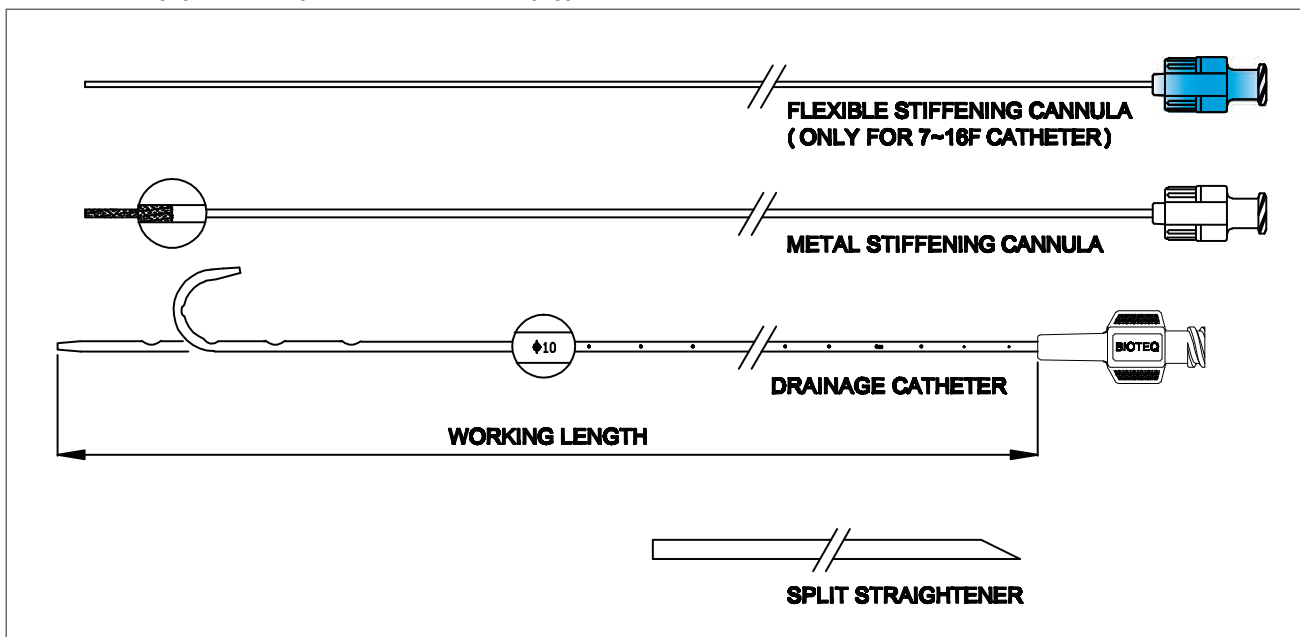 FLEXIBLE STIFFENING CANNULA
( ONLY FOR 7~16F CATHETER )
METAL STIFFENING CANNULA
ϕ10
BIOTEQ
DRAINAGE CATHETER
WORKING LENGTH
SPLIT STRAIGHTENER